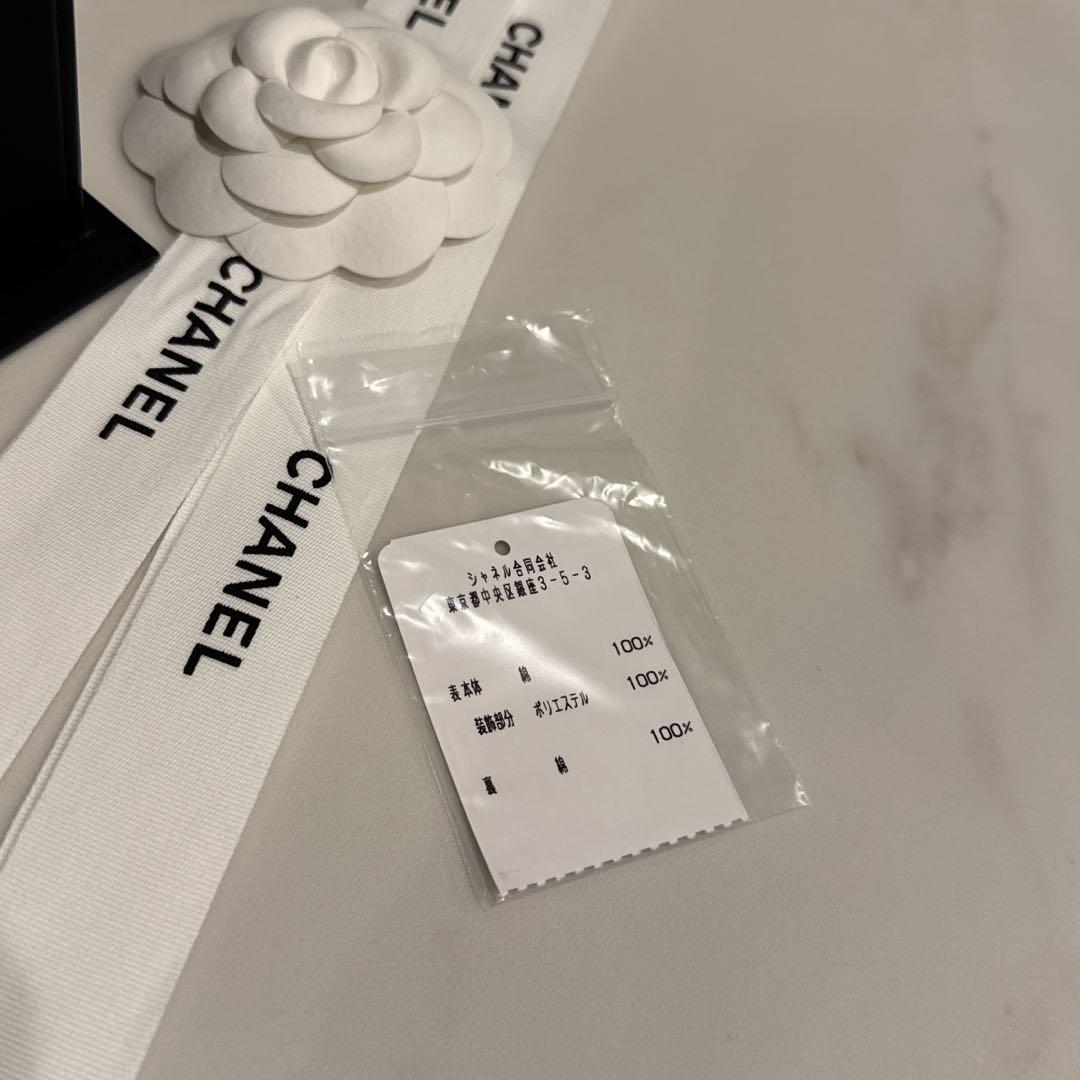 CHANEL
CHANEL
シャネル合同会社
東京都中央区銀座3-5-3
表本体 綿 100%
装飾部分 ポリエステル 100%
裏 綿 100%